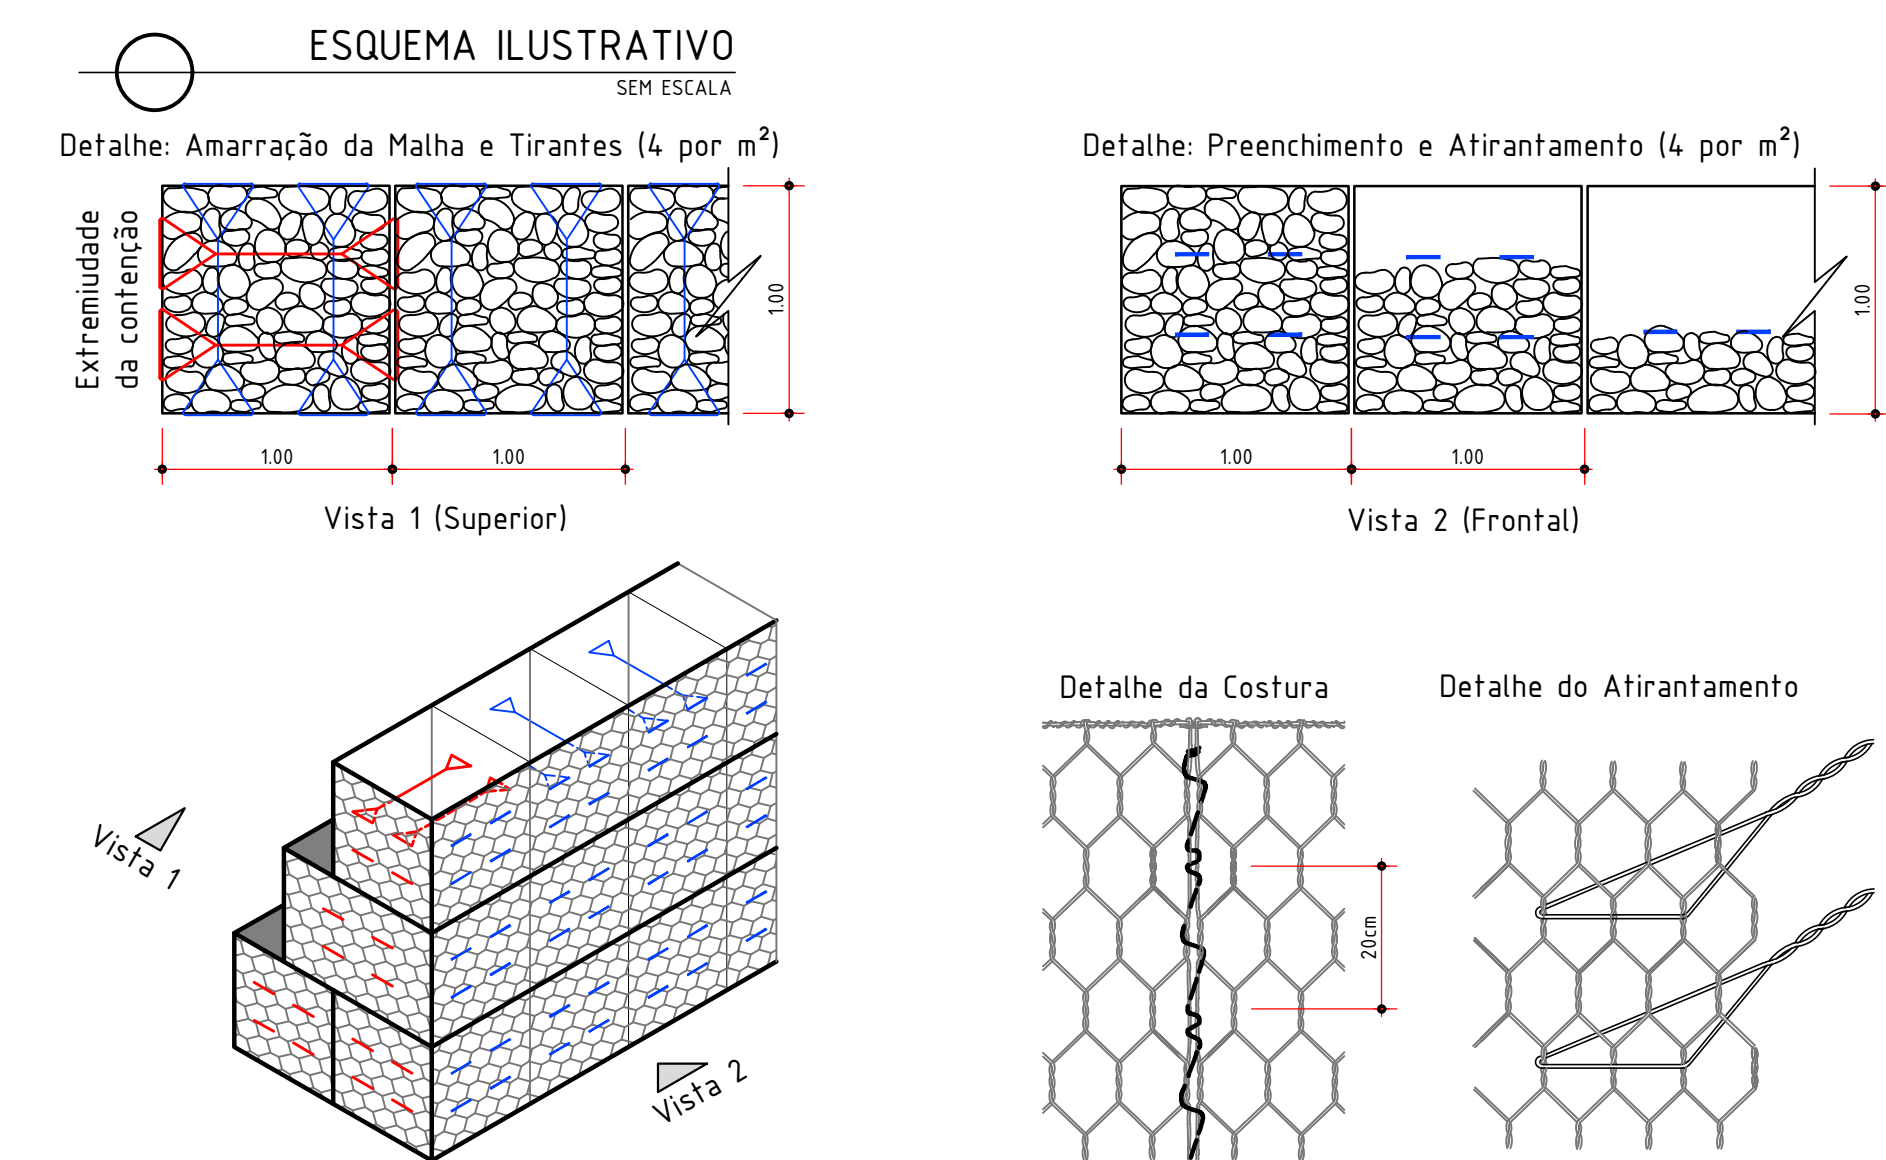 ESQUEMA ILUSTRATIVO
SEM ESCALA
Detalhe: Amarração da Malha e Tirantes (4 por m²)
Extremiudade
da contenção
1.00
1.00
1.00
Vista 1 (Superior)
Detalhe: Preenchimento e Atirantamento (4 por m²)
1.00
1.00
1.00
Vista 2 (Frontal)
Vista 1
Vista 2
Detalhe da Costura
20cm
Detalhe do Atirantamento